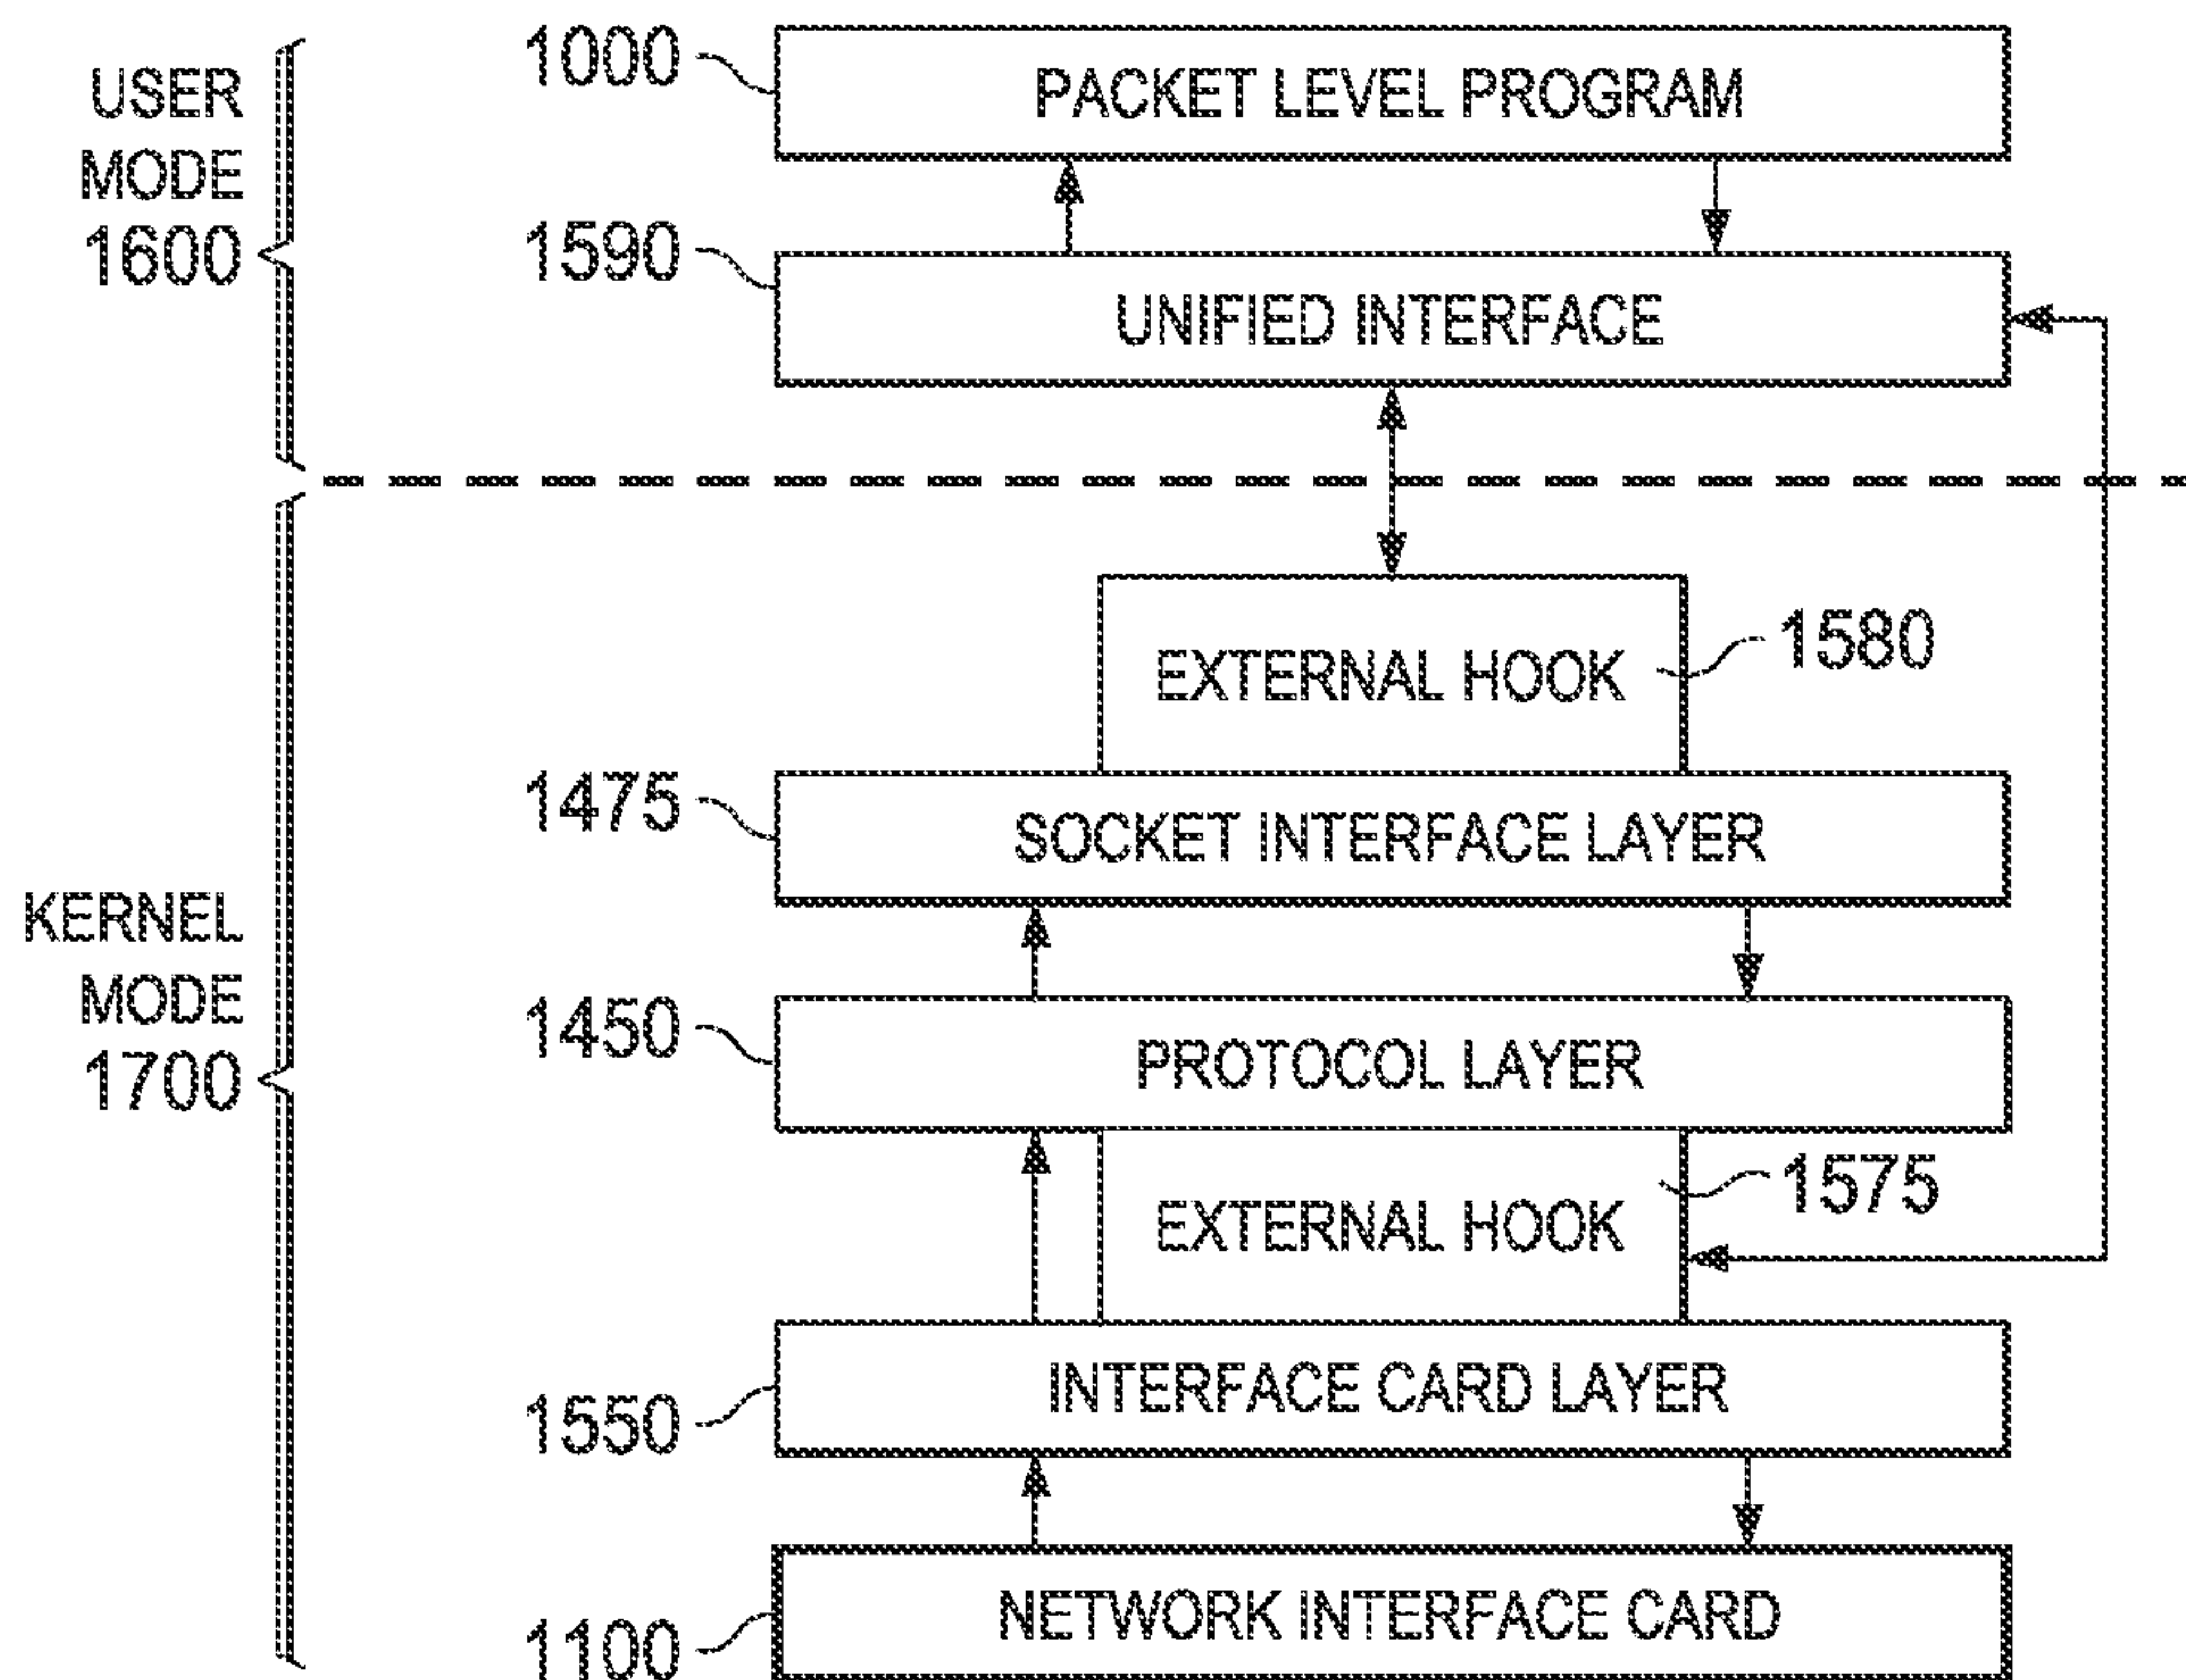 1000
PACKET LEVEL PROGRAM
USER
MODE
1600
1590
UNIFIED INTERFACE
EXTERNAL HOOK
1580
1475
SOCKET INTERFACE LAYER
KERNEL
MODE
1700
1450
PROTOCOL LAYER
EXTERNAL HOOK
1575
1550
INTERFACE CARD LAYER
1100
NETWORK INTERFACE CARD